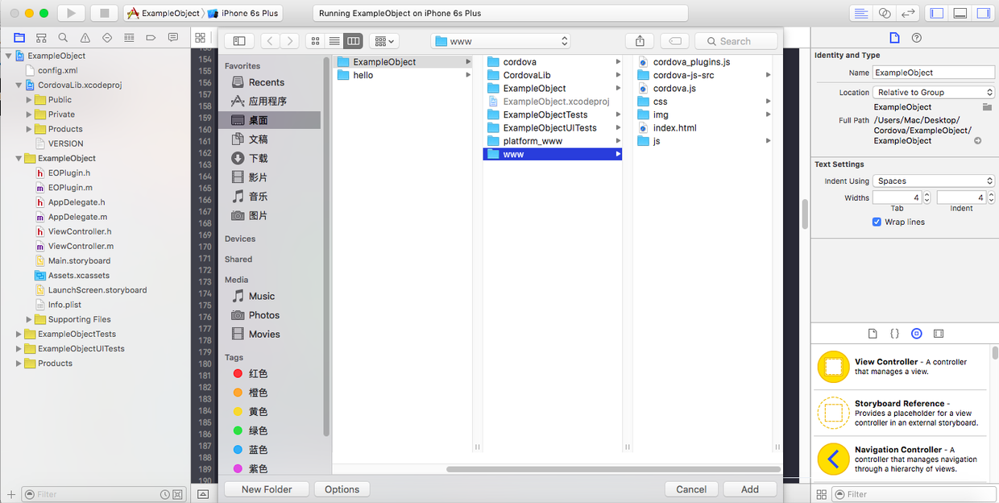 ExampleObject
iPhone 6s Plus
Running ExampleObject on iPhone 6s Plus
www
Search
ExampleObject
config.xml
CordovaLib.xcodeproj
Public
Private
Products
VERSION
ExampleObject
EOPlugin.h
EOPlugin.m
AppDelegate.h
AppDelegate.m
ViewController.h
ViewController.m
Main.storyboard
Assets.xcassets
LaunchScreen.storyboard
Info.plist
Supporting Files
ExampleObjectTests
ExampleObjectUITests
Products
Filter
154
155
156
157
158
159
160
161
162
163
164
165
166
167
168
169
170
171
172
173
174
175
176
177
178
179
180
181
182
183
184
185
186
187
188
189
190
Favorites
Recents
应用程序
桌面
文稿
下载
影片
音乐
图片
Devices
Shared
Media
Music
Photos
Movies
Tags
红色
橙色
黄色
绿色
蓝色
紫色
ExampleObject
hello
cordova
CordovaLib
ExampleObject
ExampleObject.xcodeproj
ExampleObjectTests
ExampleObjectUITests
platform_www
www
cordova_plugins.js
cordova-js-src
cordova.js
css
img
index.html
js
New Folder
Options
Cancel
Add
Identity and Type
Name ExampleObject
Location Relative to Group
ExampleObject
Full Path /Users/Mac/Desktop/
Cordova/ExampleObject/
ExampleObject
Text Settings
Indent Using Spaces
Widths 4 4
Tab Indent
Wrap lines
View Controller - A controller
that manages a view.
Storyboard Reference -
Provides a placeholder for a view
controller in an external storyboard.
Navigation Controller - A
controller that manages navigation
through a hierarchy of views.
Filter